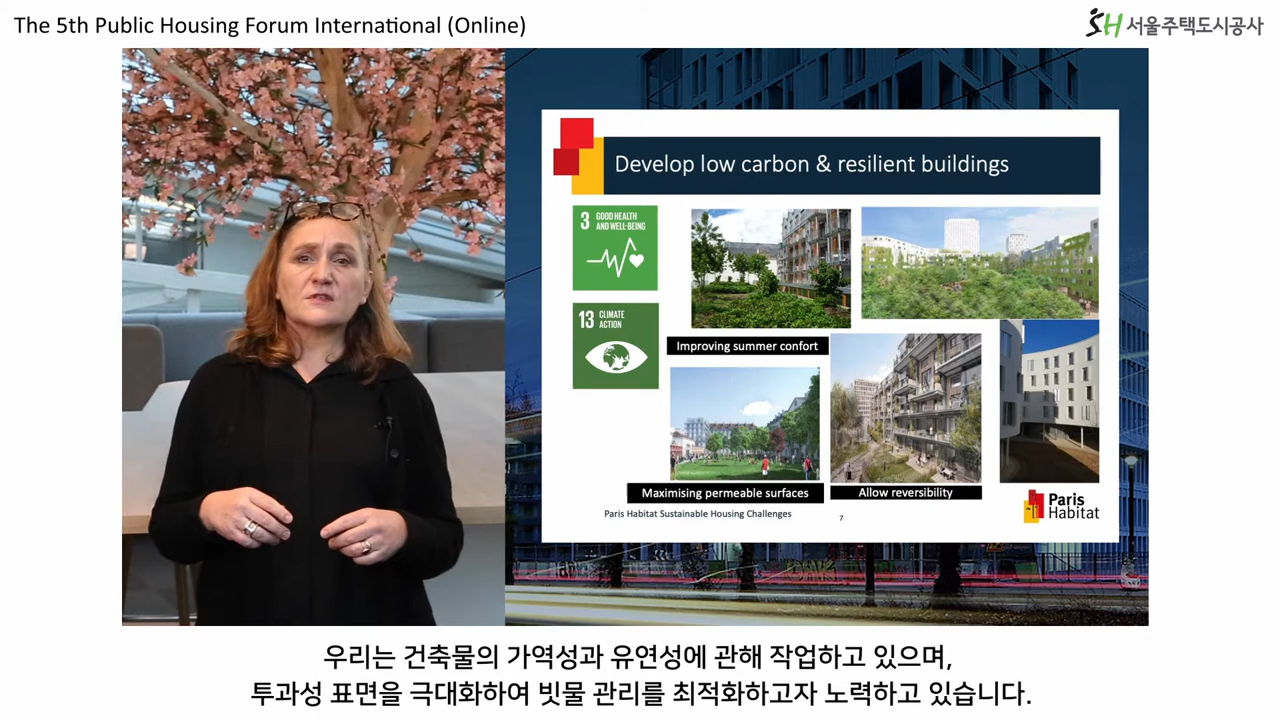 The 5th Public Housing Forum International (Online)
SH 서울주택도시공사
Develop low carbon & resilient buildings
3 GOOD HEALTH
AND WELL-BEING
13 CLIMATE
ACTION
Improving summer confort
Maximising permeable surfaces
Allow reversibility
Paris Habitat Sustainable Housing Challenges
7
Paris
Habitat
우리는 건축물의 가역성과 유연성에 관해 작업하고 있으며,
투과성 표면을 극대화하여 빗물 관리를 최적화하고자 노력하고 있습니다.